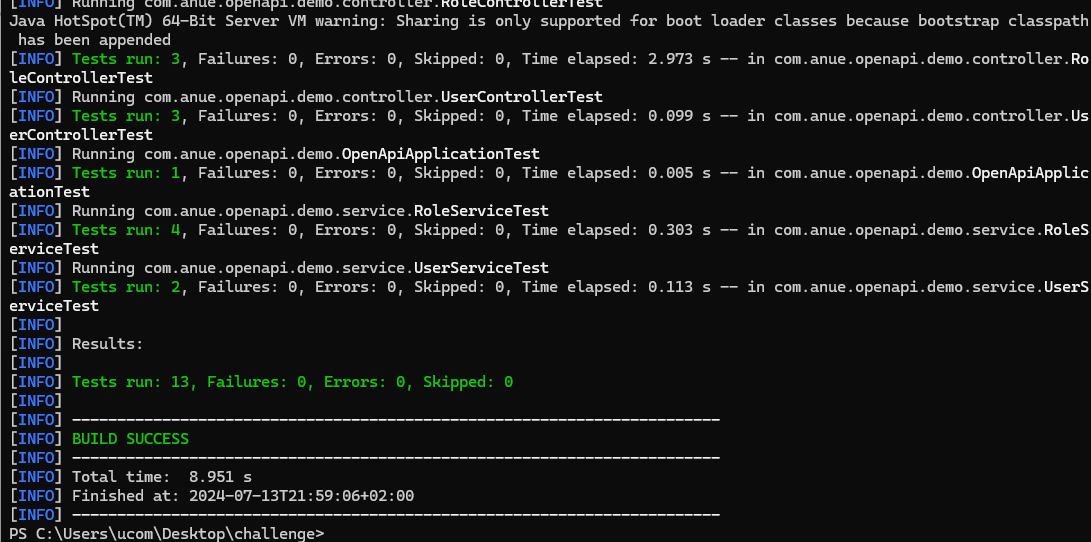 [INFO] Running com.anue.openapi.demo.controller.RoleControllerTest
Java HotSpot(TM) 64-Bit Server VM warning: Sharing is only supported for boot loader classes because bootstrap classpath
 has been appended
[INFO] Tests run: 3, Failures: 0, Errors: 0, Skipped: 0, Time elapsed: 2.973 s -- in com.anue.openapi.demo.controller.Ro
leControllerTest
[INFO] Running com.anue.openapi.demo.controller.UserControllerTest
[INFO] Tests run: 3, Failures: 0, Errors: 0, Skipped: 0, Time elapsed: 0.099 s -- in com.anue.openapi.demo.controller.Us
erControllerTest
[INFO] Running com.anue.openapi.demo.OpenApiApplicationTest
[INFO] Tests run: 1, Failures: 0, Errors: 0, Skipped: 0, Time elapsed: 0.005 s -- in com.anue.openapi.demo.OpenApiApplic
ationTest
[INFO] Running com.anue.openapi.demo.service.RoleServiceTest
[INFO] Tests run: 4, Failures: 0, Errors: 0, Skipped: 0, Time elapsed: 0.303 s -- in com.anue.openapi.demo.service.RoleS
erviceTest
[INFO] Running com.anue.openapi.demo.service.UserServiceTest
[INFO] Tests run: 2, Failures: 0, Errors: 0, Skipped: 0, Time elapsed: 0.113 s -- in com.anue.openapi.demo.service.UserS
erviceTest
[INFO]
[INFO] Results:
[INFO]
[INFO] Tests run: 13, Failures: 0, Errors: 0, Skipped: 0
[INFO]
[INFO] ------------------------------------------------------------------------
[INFO] BUILD SUCCESS
[INFO] ------------------------------------------------------------------------
[INFO] Total time:  8.951 s
[INFO] Finished at: 2024-07-13T21:59:06+02:00
[INFO] ------------------------------------------------------------------------
PS C:\Users\ucom\Desktop\challenge>